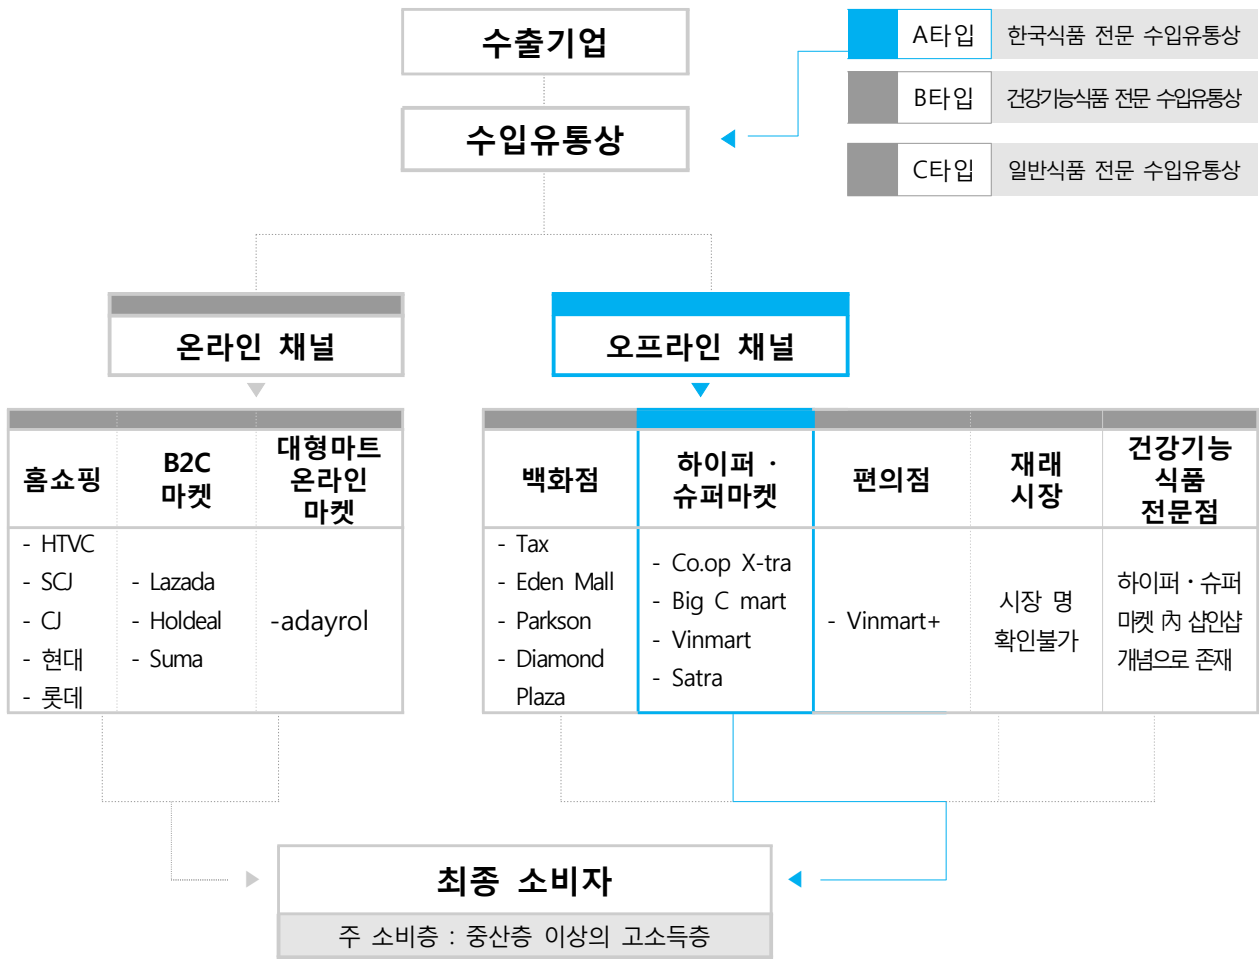 수출기업
수입유통상
A타입 한국식품 전문 수입유통상
B타입 건강기능식품 전문 수입유통상
C타입 일반식품 전문 수입유통상
온라인 채널
오프라인 채널
홈쇼핑
B2C
마켓
대형마트
온라인
마켓
- HTVC
- SCJ
- CJ
- 현대
- 롯데
- Lazada
- Holdeal
- Suma
-adayrol
백화점
하이퍼 ·
슈퍼마켓
편의점
재래
시장
건강기능
식품
전문점
- Tax
- Eden Mall
- Parkson
- Diamond
Plaza
- Co.op X-tra
- Big C mart
- Vinmart
- Satra
- Vinmart+
시장 명
확인불가
하이퍼 · 슈퍼
마켓 內 샵인샵
개념으로 존재
최종 소비자
주 소비층 : 중산층 이상의 고소득층